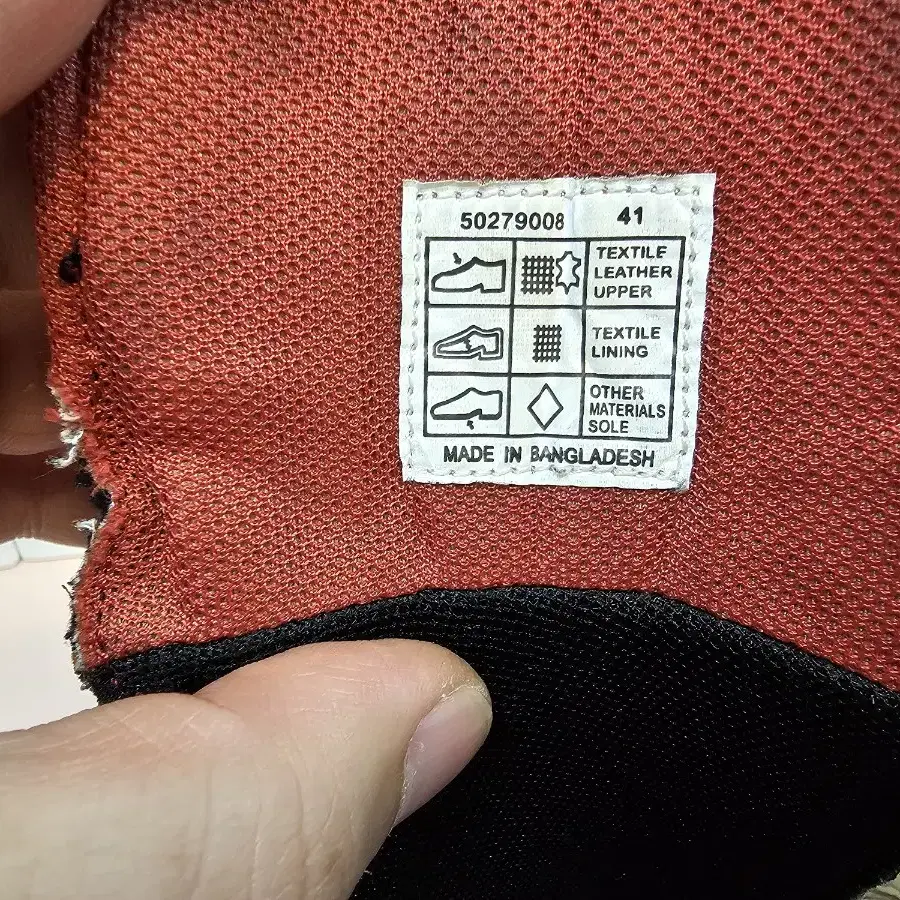 50279008 41
TEXTILE
LEATHER
UPPER
TEXTILE
LINING
OTHER
MATERIALS
SOLE
MADE IN BANGLADESH